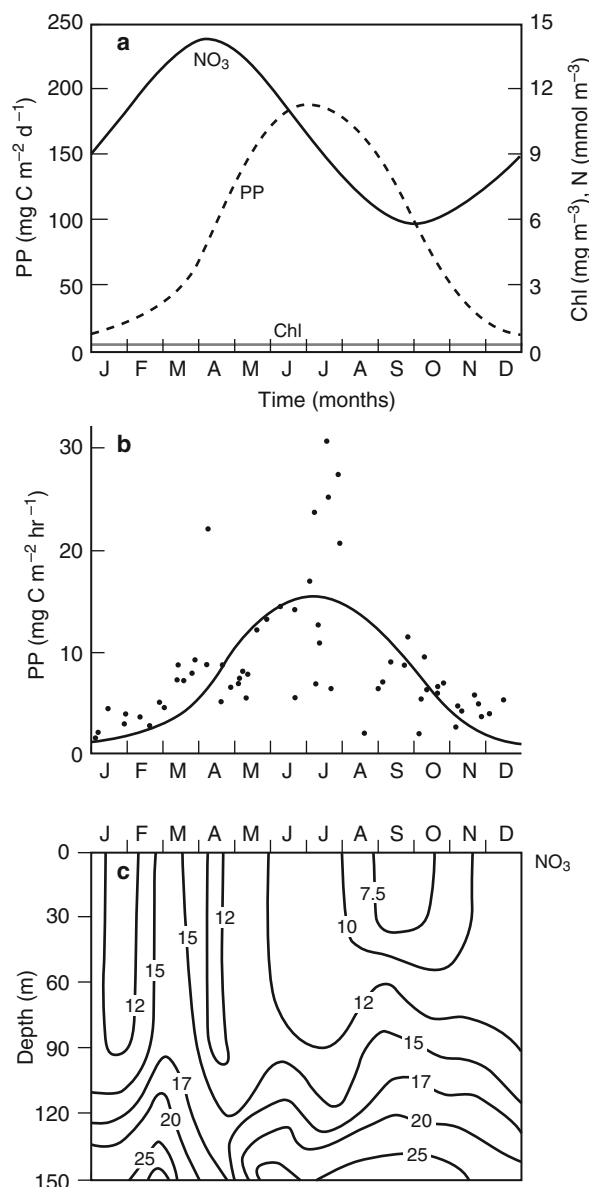 a
250
200
150
100
50
0
PP (mg C m⁻² d⁻¹)
15
12
9
6
3
0
Chl (mg m⁻³), N (mmol m⁻³)
NO₃
PP
Chl
J F M A M J J A S O N D
Time (months)
b
30
20
10
0
PP (mg C m⁻² hr⁻¹)
J F M A M J J A S O N D
J F M A M J J A S O N D
c
NO₃
0
30
60
90
120
150
Depth (m)
7.5
12
15
10
15
12
12
15
17
17
20
20
25
25